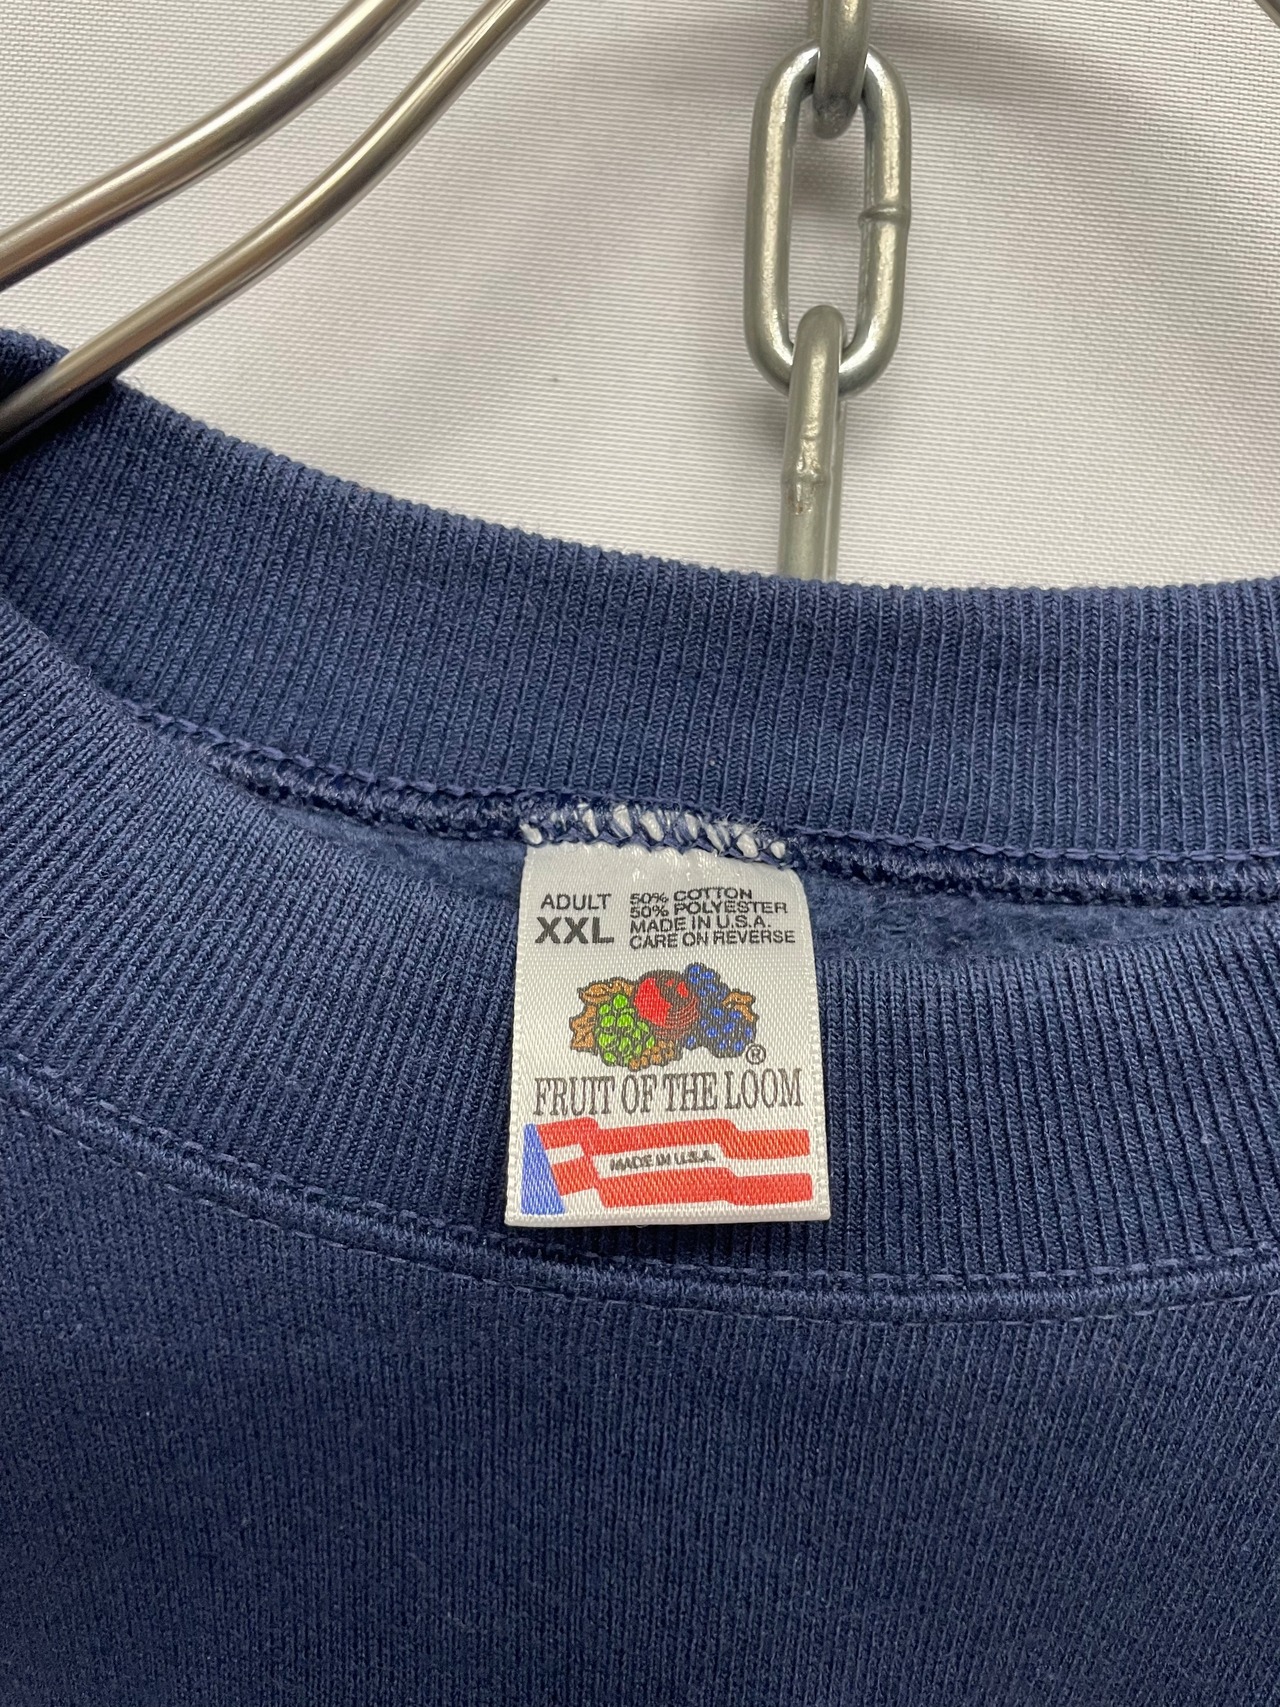 ADULT
XXL
50% COTTON
50% POLYESTER
MADE IN U.S.A.
CARE ON REVERSE
®
FRUIT OF THE LOOM
MADE IN U.S.A.